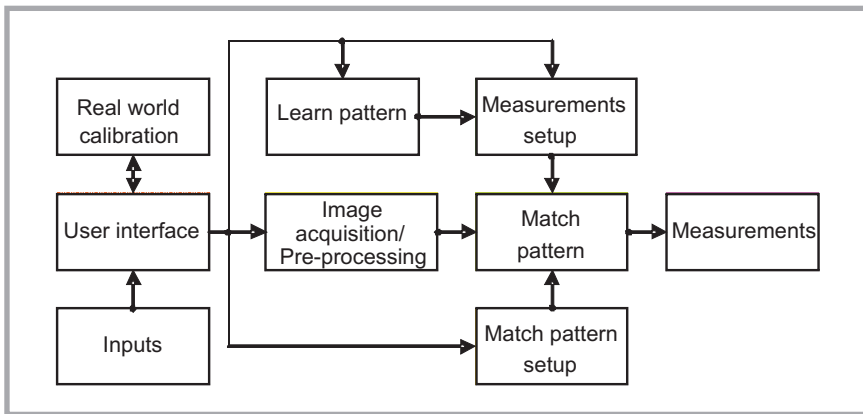 Real world
calibration
Learn pattern
Measurements
setup
User interface
Image
acquisition/
Pre-processing
Match
pattern
Measurements
Inputs
Match pattern
setup